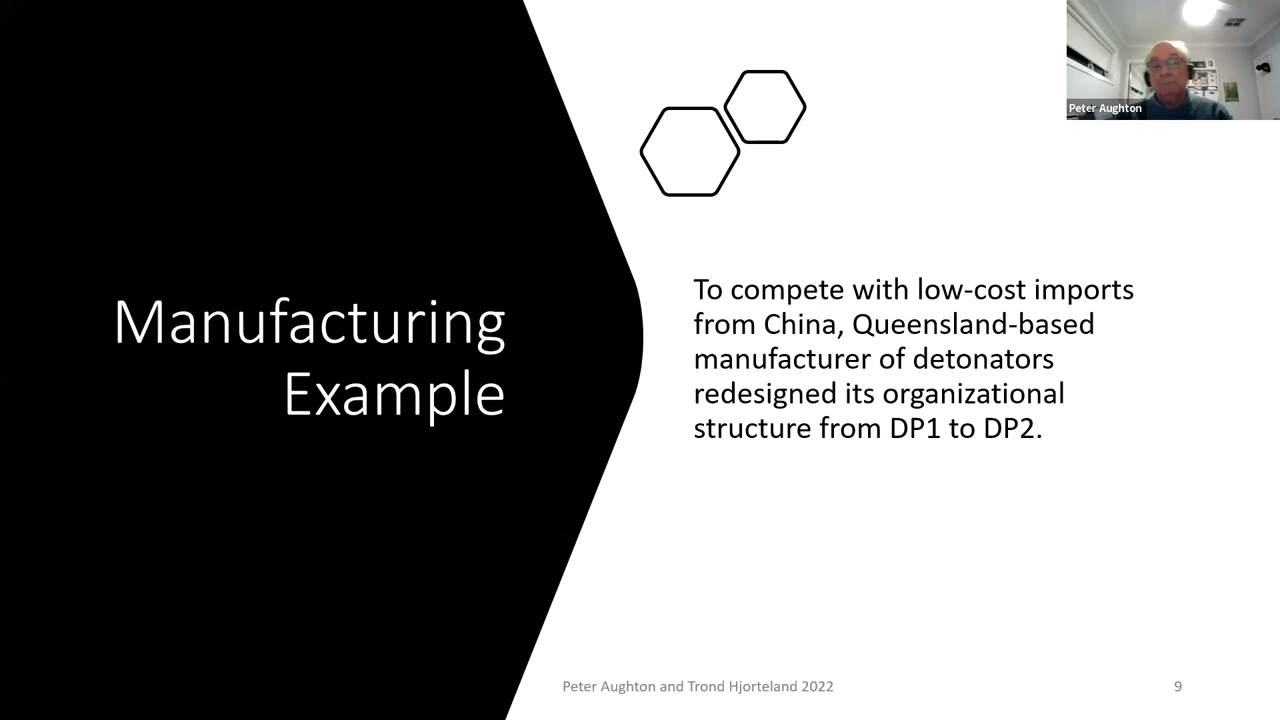 Peter Aughton
Manufacturing
Example
To compete with low-cost imports
from China, Queensland-based
manufacturer of detonators
redesigned its organizational
structure from DP1 to DP2.
Peter Aughton and Trond Hjorteland 2022
9